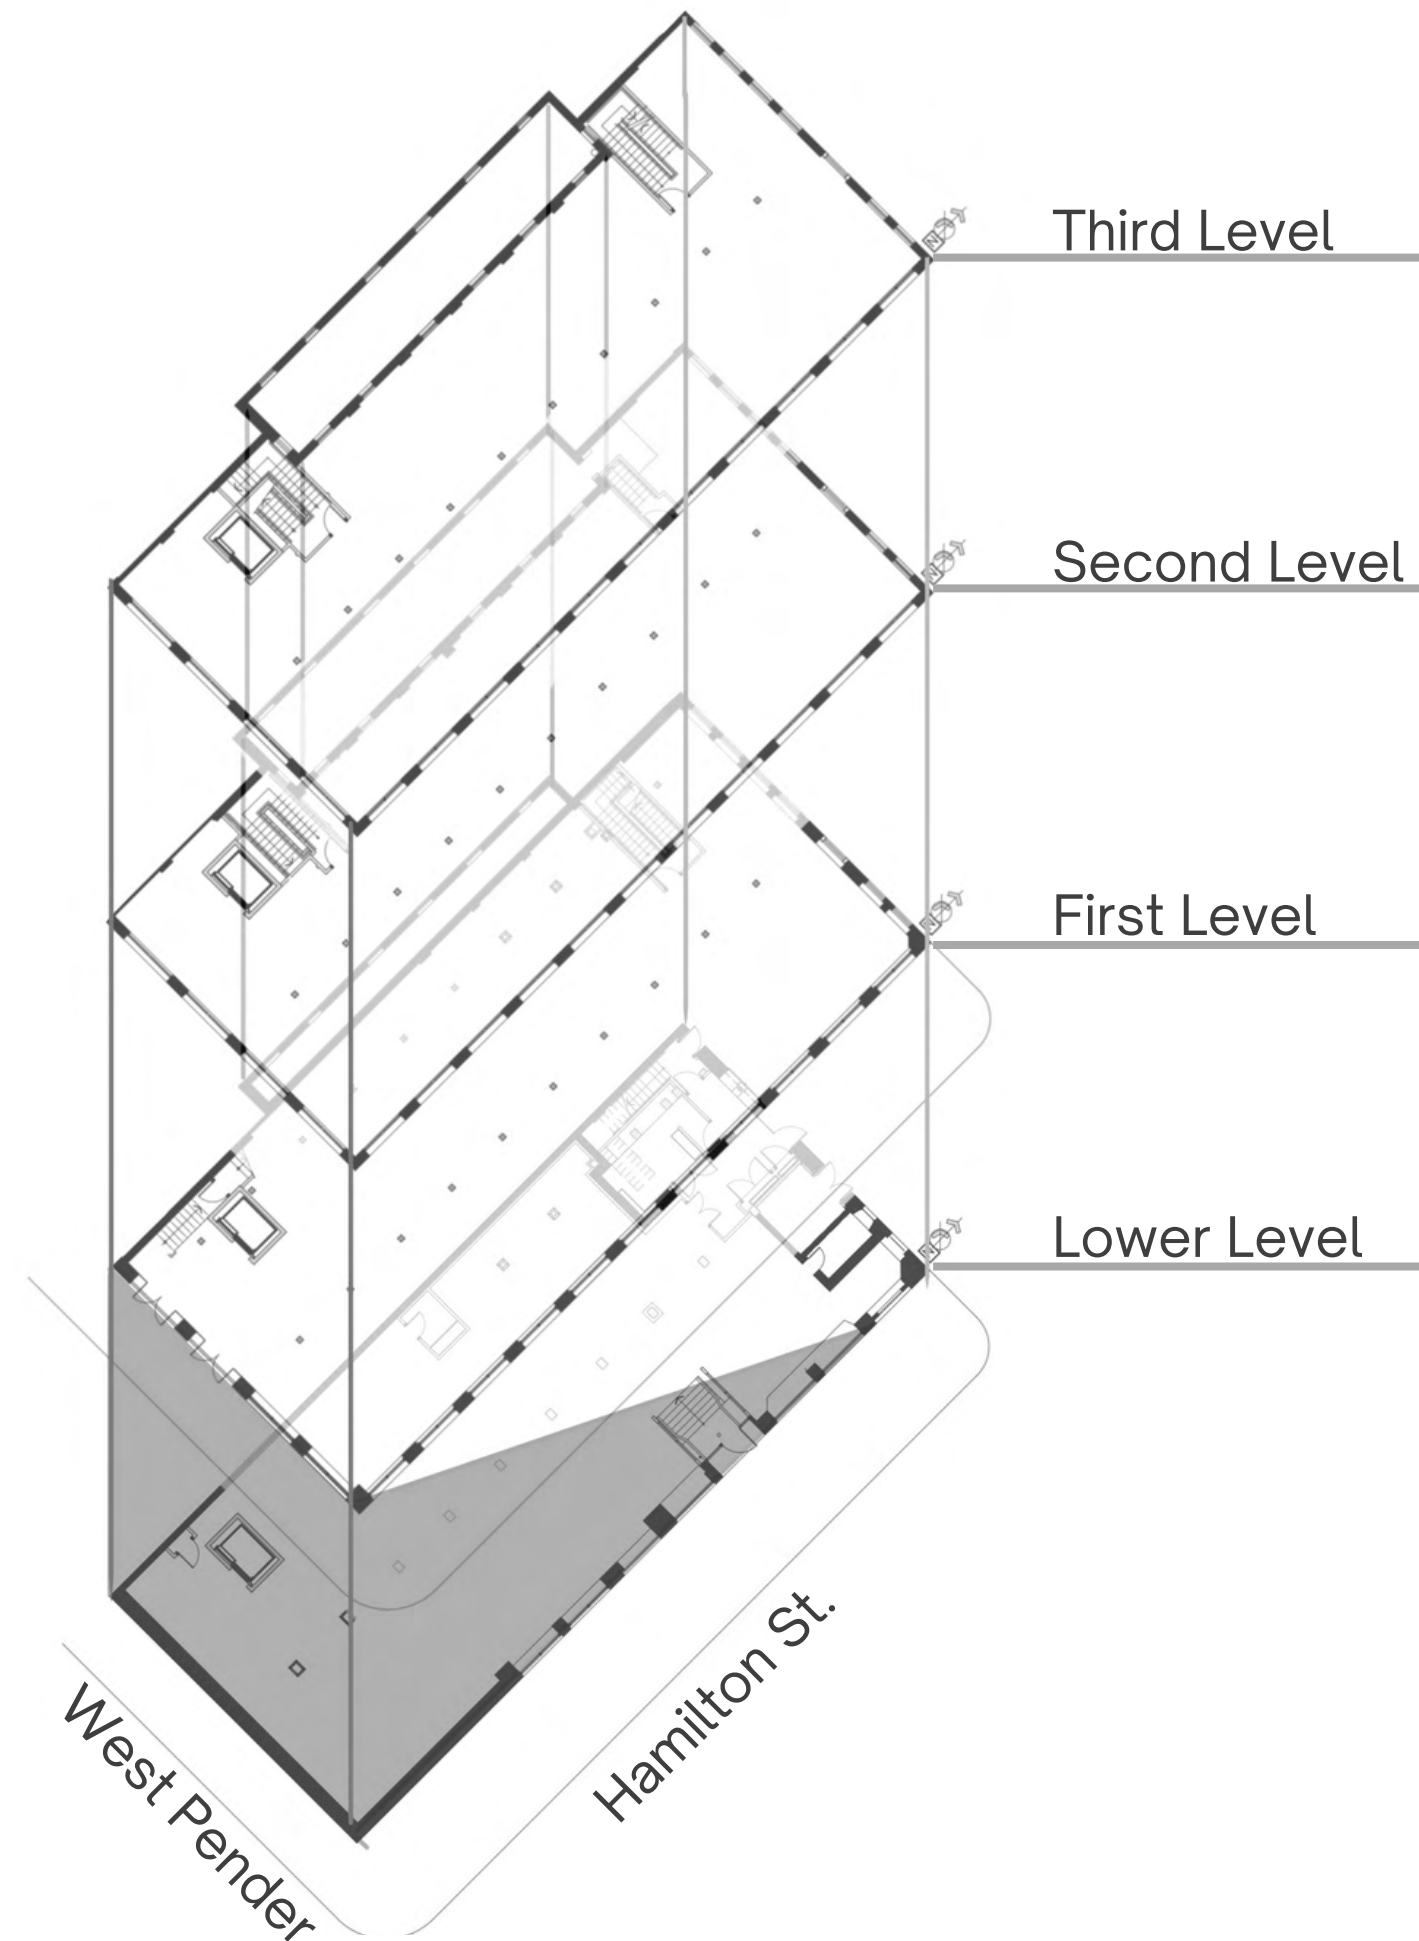 Third Level
N
Second Level
N
First Level
N
Lower Level
N
Hamilton St.
West Pender